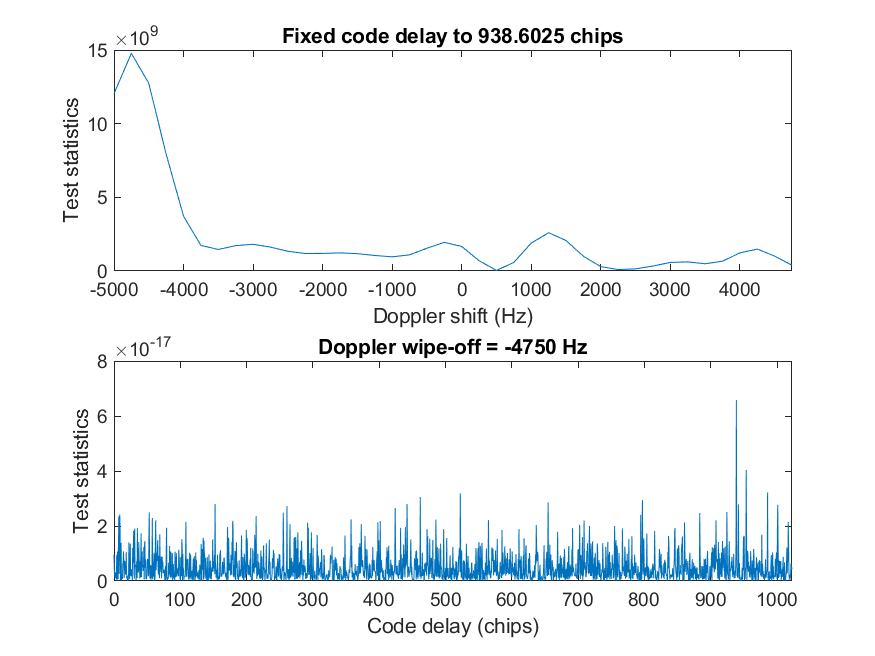 ×10^9
Fixed code delay to 938.6025 chips
15
10
5
0
Test statistics
-5000 -4000 -3000 -2000 -1000 0 1000 2000 3000 4000
Doppler shift (Hz)
×10^-17
Doppler wipe-off = -4750 Hz
8
6
4
2
0
Test statistics
0 100 200 300 400 500 600 700 800 900 1000
Code delay (chips)